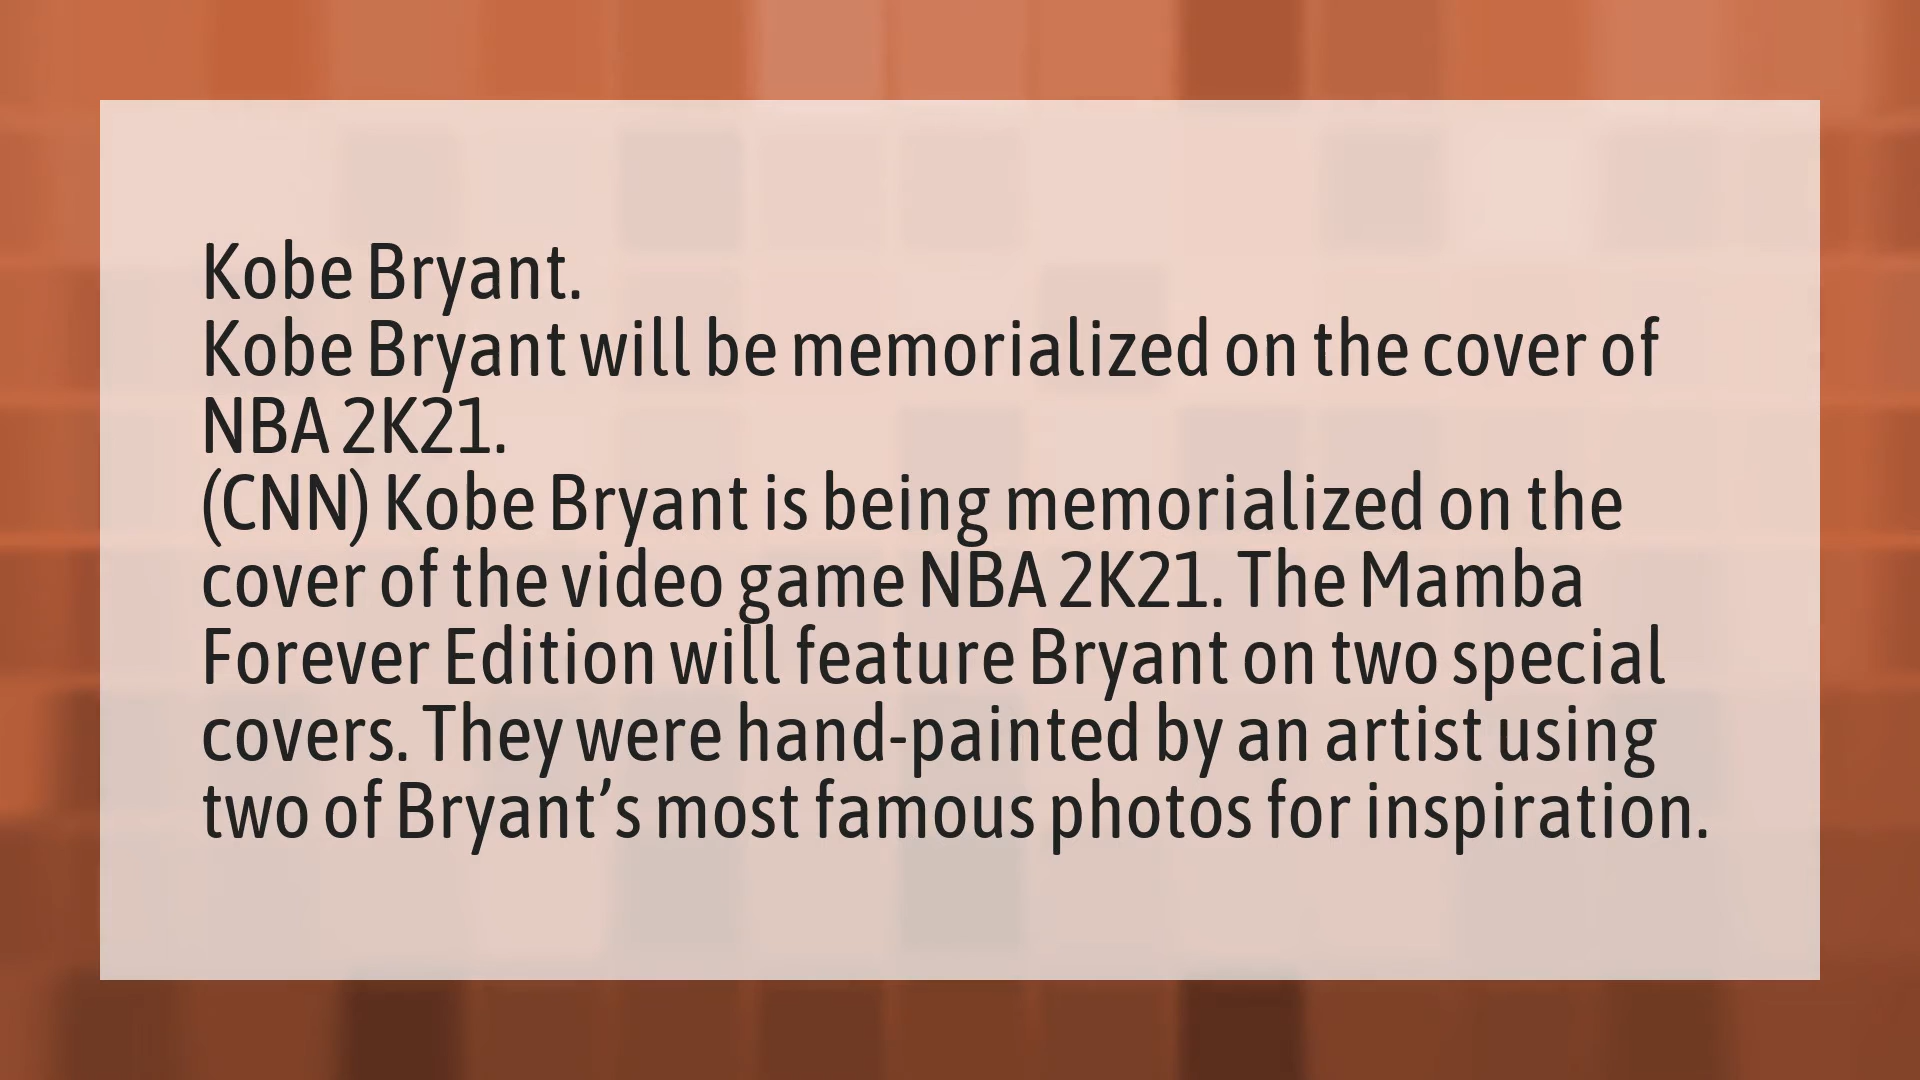 Kobe Bryant.
Kobe Bryant will be memorialized on the cover of
NBA 2K21.
(CNN) Kobe Bryant is being memorialized on the
cover of the video game NBA 2K21. The Mamba
Forever Edition will feature Bryant on two special
covers. They were hand-painted by an artist using
two of Bryant’s most famous photos for inspiration.